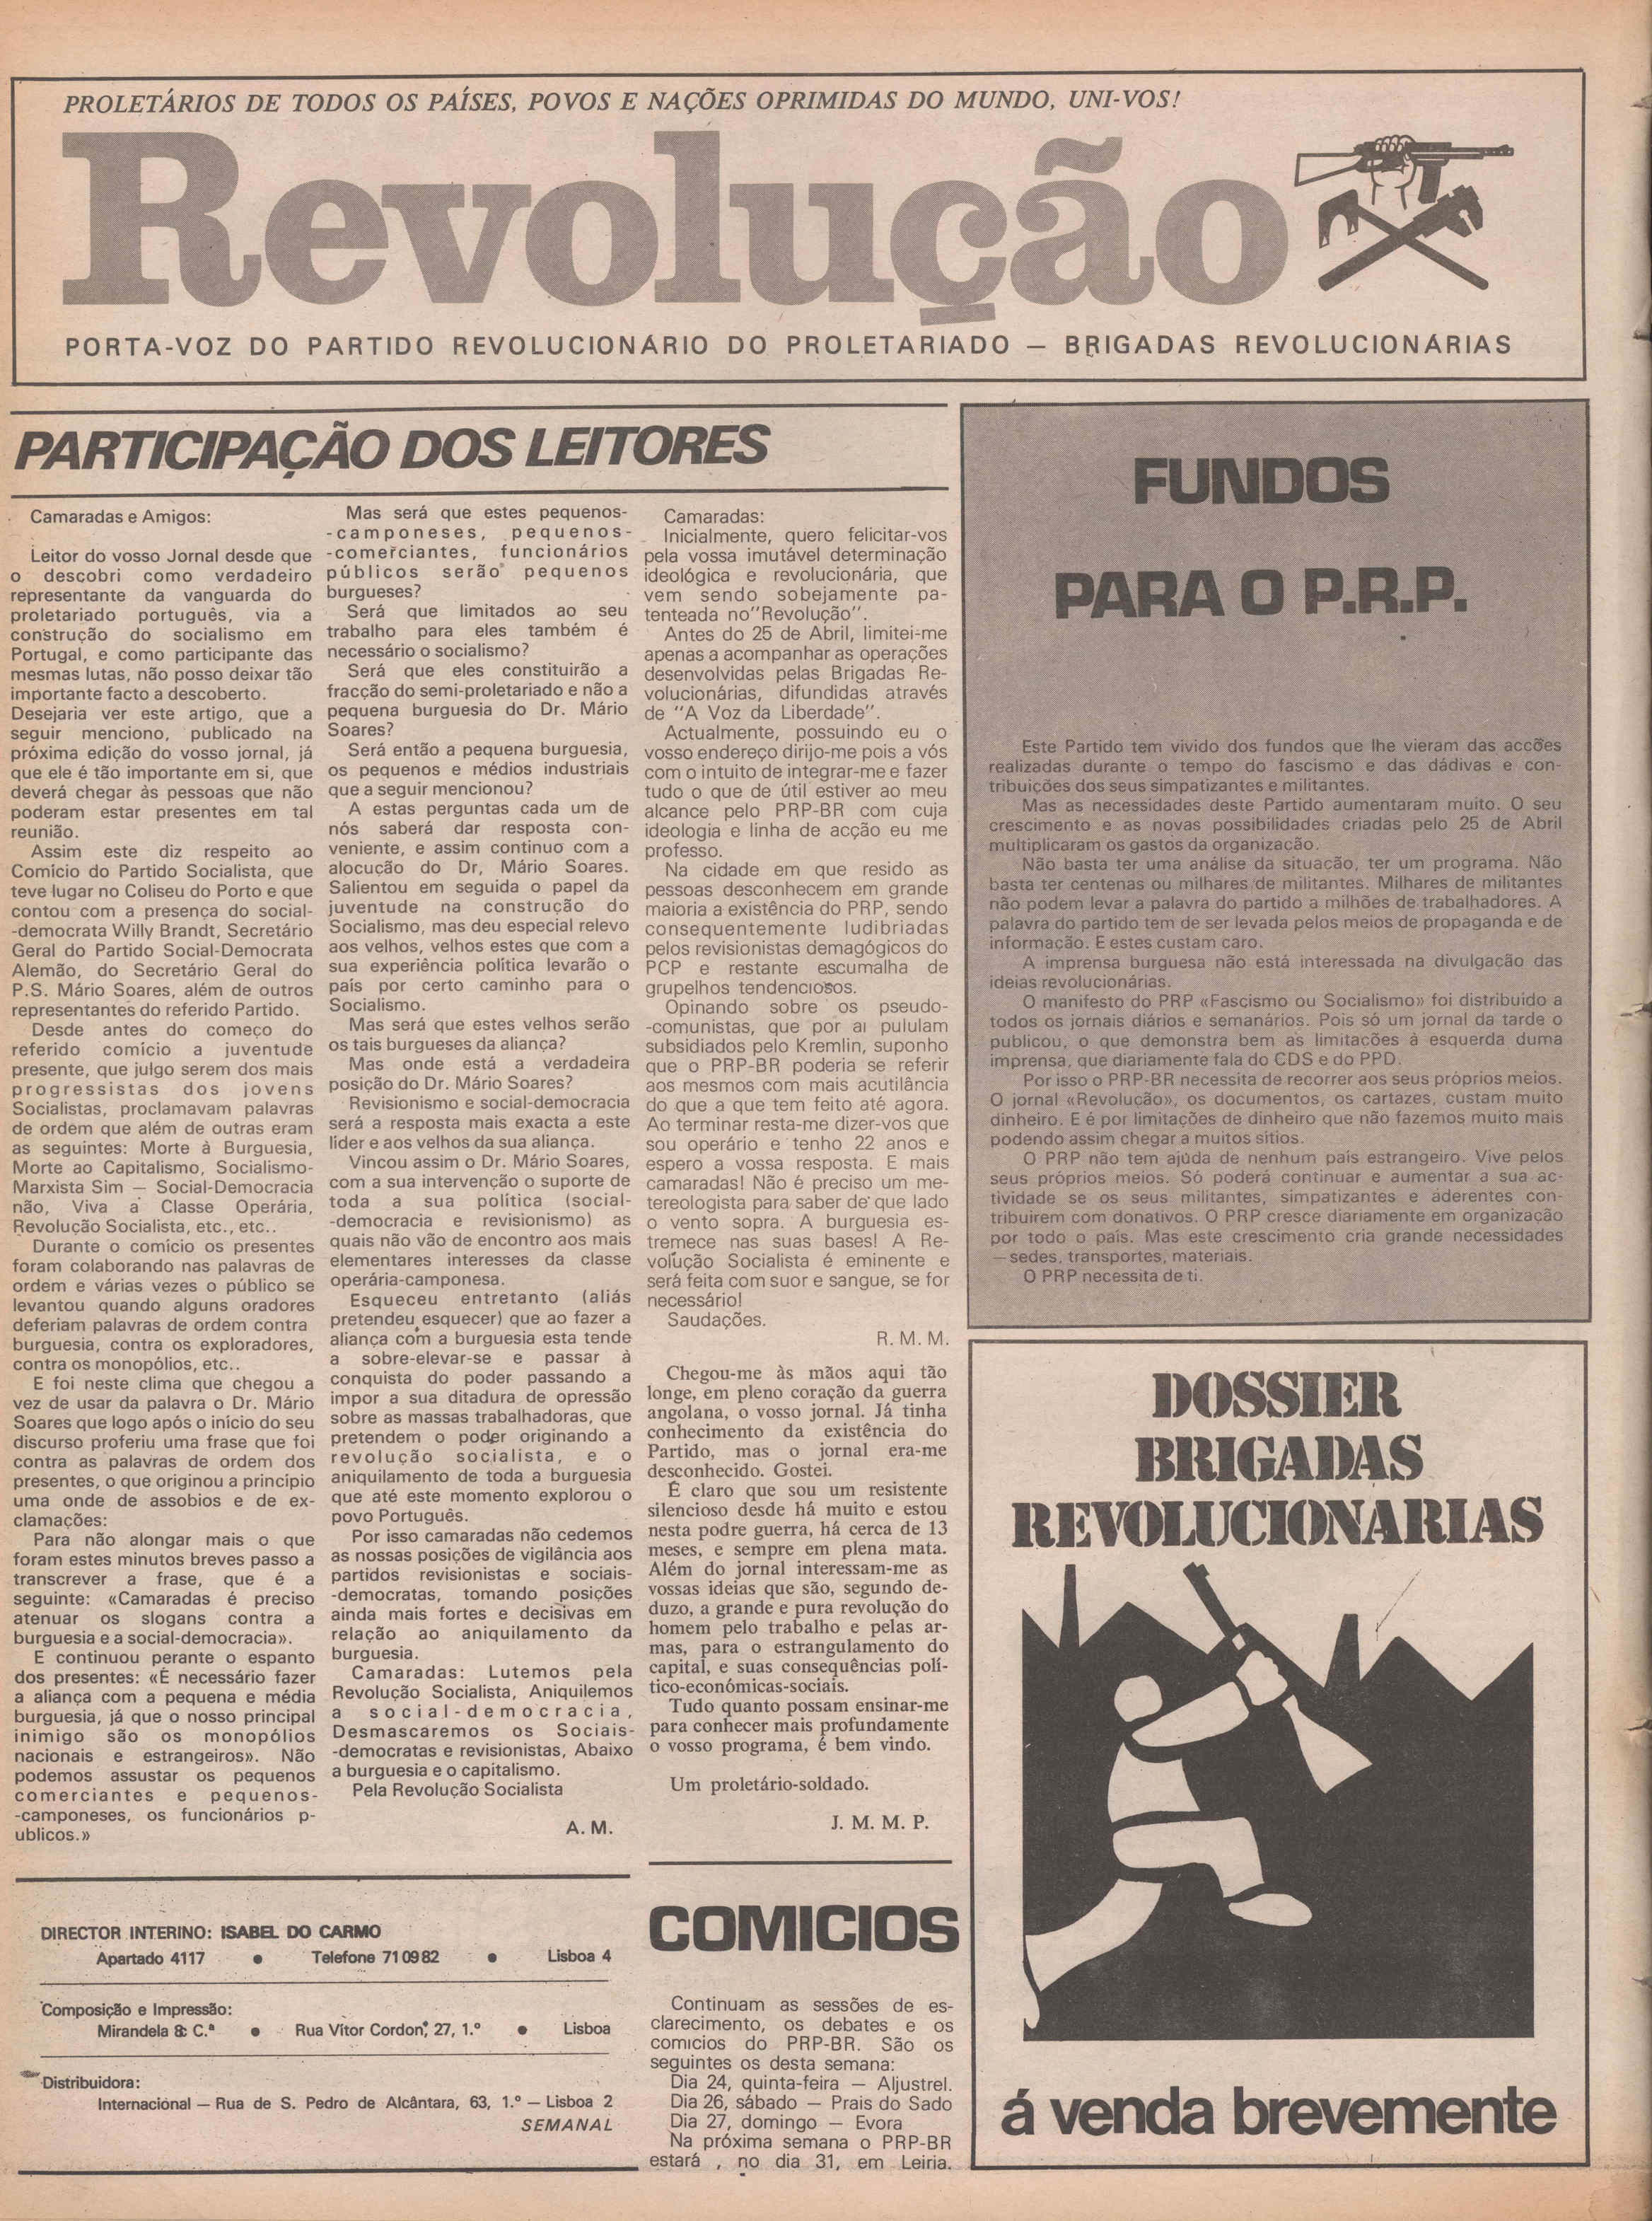 PROLETÁRIOS DE TODOS OS PAÍSES, POVOS E NAÇÕES OPRIMIDAS DO MUNDO, UNI-VOS!
Revolução
PORTA-VOZ DO PARTIDO REVOLUCIONÁRIO DO PROLETARIADO — BRIGADAS REVOLUCIONÁRIAS
PARTICIPAÇÃO DOS LEITORES
Camaradas e Amigos:
Leitor do vosso Jornal desde que
o descobri como verdadeiro
representante da vanguarda do
proletariado português, via a
construção do socialismo em
Portugal, e como participante das
mesmas lutas, não posso deixar tão
importante facto a descoberto.
Desejaria ver este artigo, que a
seguir menciono, publicado na
próxima edição do vosso jornal, já
que ele é tão importante em si, que
deverá chegar às pessoas que não
poderam estar presentes em tal
reunião.
Assim este diz respeito ao
Comício do Partido Socialista, que
teve lugar no Coliseu do Porto e que
contou com a presença do social-
-democrata Willy Brandt, Secretário
Geral do Partido Social-Democrata
Alemão, do Secretário Geral do
P.S. Mário Soares, além de outros
representantes do referido Partido.
Desde antes do começo do
referido comício a juventude
presente, que julgo serem dos mais
progressistas dos jovens
Socialistas, proclamavam palavras
de ordem que além de outras eram
as seguintes: Morte à Burguesia,
Morte ao Capitalismo, Socialismo-
Marxista Sim — Social-Democracia
não, Viva a Classe Operária,
Revolução Socialista, etc., etc..
Durante o comício os presentes
foram colaborando nas palavras de
ordem e várias vezes o público se
levantou quando alguns oradores
deferiam palavras de ordem contra
burguesia, contra os exploradores,
contra os monopólios, etc..
E foi neste clima que chegou a
vez de usar da palavra o Dr. Mário
Soares que logo após o início do seu
discurso proferiu uma frase que foi
contra as palavras de ordem dos
presentes, o que originou a princípio
uma onde de assobios e de ex-
clamações:
Para não alongar mais o que
foram estes minutos breves passo a
transcrever a frase, que é a
seguinte: «Camaradas é preciso
atenuar os slogans contra a
burguesia e a social-democracia».
E continuou perante o espanto
dos presentes: «É necessário fazer
a aliança com a pequena e média
burguesia, já que o nosso principal
inimigo são os monopólios
nacionais e estrangeiros». Não
podemos assustar os pequenos
comerciantes e pequenos-
-camponeses, os funcionários p-
ublicos.»
Mas será que estes pequenos-
-camponeses, pequenos-
-comerciantes, funcionários
públicos serão pequenos
burgueses?
Será que limitados ao seu
trabalho para eles também é
necessário o socialismo?
Será que eles constituirão a
fracção do semi-proletariado e não a
pequena burguesia do Dr. Mário
Soares?
Será então a pequena burguesia,
os pequenos e médios industriais
que a seguir mencionou?
A estas perguntas cada um de
nós saberá dar resposta con-
veniente, e assim continuo com a
alocução do Dr, Mário Soares.
Salientou em seguida o papel da
juventude na construção do
Socialismo, mas deu especial relevo
aos velhos, velhos estes que com a
sua experiência política levarão o
país por certo caminho para o
Socialismo.
Mas será que estes velhos serão
os tais burgueses da aliança?
Mas onde está a verdadeira
posição do Dr. Mário Soares?
Revisionismo e social-democracia
será a resposta mais exacta a este
lider e aos velhos da sua aliança.
Vincou assim o Dr. Mário Soares,
com a sua intervenção o suporte de
toda a sua política (social-
-democracia e revisionismo) as
quais não vão de encontro aos mais
elementares interesses da classe
operária-camponesa.
Esqueceu entretanto (aliás
pretendeu esquecer) que ao fazer a
aliança com a burguesia esta tende
a sobre-elevar-se e passar à
conquista do poder passando a
impor a sua ditadura de opressão
sobre as massas trabalhadoras, que
pretendem o poder originando a
revolução socialista, e o
aniquilamento de toda a burguesia
que até este momento explorou o
povo Português.
Por isso camaradas não cedemos
as nossas posições de vigilância aos
partidos revisionistas e sociais-
-democratas, tomando posições
ainda mais fortes e decisivas em
relação ao aniquilamento da
burguesia.
Camaradas: Lutemos pela
Revolução Socialista, Aniquilemos
a social-democracia,
Desmascaremos os Sociais-
-democratas e revisionistas, Abaixo
a burguesia e o capitalismo.
Pela Revolução Socialista
A. M.
Camaradas:
Inicialmente, quero felicitar-vos
pela vossa imutável determinação
ideológica e revolucionária, que
vem sendo sobejamente pa-
tenteada no"Revolução".
Antes do 25 de Abril, limitei-me
apenas a acompanhar as operações
desenvolvidas pelas Brigadas Re-
volucionárias, difundidas através
de "A Voz da Liberdade".
Actualmente, possuindo eu o
vosso endereço dirijo-me pois a vós
com o intuito de integrar-me e fazer
tudo o que de útil estiver ao meu
alcance pelo PRP-BR com cuja
ideologia e linha de acção eu me
professo.
Na cidade em que resido as
pessoas desconhecem em grande
maioria a existência do PRP, sendo
consequentemente ludibriadas
pelos revisionistas demagógicos do
PCP e restante escumalha de
grupelhos tendenciosos.
Opinando sobre os pseudo-
-comunistas, que por aí pululam
subsidiados pelo Kremlin, suponho
que o PRP-BR poderia se referir
aos mesmos com mais acutilância
do que a que tem feito até agora.
Ao terminar resta-me dizer-vos que
sou operário e tenho 22 anos e
espero a vossa resposta. E mais
camaradas! Não é preciso um me-
tereologista para saber de que lado
o vento sopra. A burguesia es-
tremece nas suas bases! A Re-
volução Socialista é eminente e
será feita com suor e sangue, se for
necessário!
Saudações.
R. M. M.
Chegou-me às mãos aqui tão
longe, em pleno coração da guerra
angolana, o vosso jornal. Já tinha
conhecimento da existência do
Partido, mas o jornal era-me
desconhecido. Gostei.
É claro que sou um resistente
silencioso desde há muito e estou
nesta podre guerra, há cerca de 13
meses, e sempre em plena mata.
Além do jornal interessam-me as
vossas ideias que são, segundo de-
duzo, a grande e pura revolução do
homem pelo trabalho e pelas ar-
mas, para o estrangulamento do
capital, e suas consequências polí-
tico-económicas-sociais.
Tudo quanto possam ensinar-me
para conhecer mais profundamente
o vosso programa, é bem vindo.
Um proletário-soldado.
J. M. M. P.
FUNDOS
PARA O P.R.P.
Este Partido tem vivido dos fundos que lhe vieram das acções
realizadas durante o tempo do fascismo e das dádivas e con-
tribuições dos seus simpatizantes e militantes.
Mas as necessidades deste Partido aumentaram muito. O seu
crescimento e as novas possibilidades criadas pelo 25 de Abril
multiplicaram os gastos da organização.
Não basta ter uma análise da situação, ter um programa. Não
basta ter centenas ou milhares de militantes. Milhares de militantes
não podem levar a palavra do partido a milhões de trabalhadores. A
palavra do partido tem de ser levada pelos meios de propaganda e de
informação. E estes custam caro.
A imprensa burguesa não está interessada na divulgação das
ideias revolucionárias.
O manifesto do PRP «Fascismo ou Socialismo» foi distribuido a
todos os jornais diários e semanários. Pois só um jornal da tarde o
publicou, o que demonstra bem as limitações á esquerda duma
imprensa, que diariamente fala do CDS e do PPD.
Por isso o PRP-BR necessita de recorrer aos seus próprios meios.
O jornal «Revolução», os documentos, os cartazes, custam muito
dinheiro. E é por limitações de dinheiro que não fazemos muito mais
podendo assim chegar a muitos sítios.
O PRP não tem ajuda de nenhum país estrangeiro. Vive pelos
seus próprios meios. Só poderá continuar e aumentar a sua ac-
tividade se os seus militantes, simpatizantes e aderentes con-
tribuirem com donativos. O PRP cresce diariamente em organização
por todo o país. Mas este crescimento cria grande necessidades
—sedes, transportes, materiais.
O PRP necessita de ti.
DOSSIER
BRIGADAS
REVOLUCIONARIAS
á venda brevemente
DIRECTOR INTERINO: ISABEL DO CARMO
Apartado 4117 • Telefone 710982 • Lisboa 4
Composição e Impressão:
Mirandela & C.ª • Rua Vítor Cordon, 27, 1.º • Lisboa
Distribuidora:
Internacional — Rua de S. Pedro de Alcântara, 63, 1.º — Lisboa 2
SEMANAL
COMICIOS
Continuam as sessões de es-
clarecimento, os debates e os
comicios do PRP-BR. São os
seguintes os desta semana:
Dia 24, quinta-feira — Aljustrel.
Dia 26, sábado — Prais do Sado
Dia 27, domingo — Evora
Na próxima semana o PRP-BR
estará , no dia 31, em Leiria.